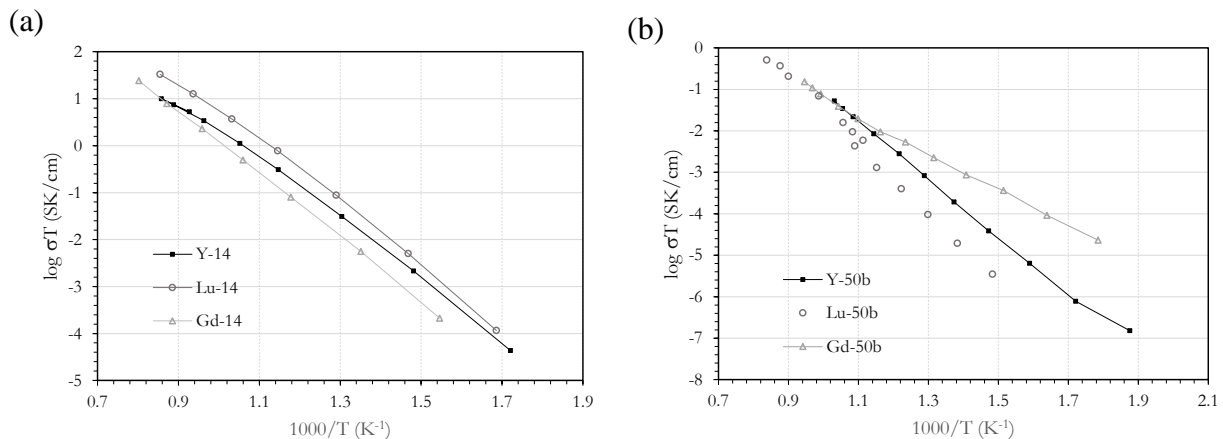 (a)
2
1
0
-1
-2
-3
-4
-5
log σT (SK/cm)
Y-14
Lu-14
Gd-14
0.7 0.9 1.1 1.3 1.5 1.7 1.9
1000/T (K⁻¹)
(b)
0
-1
-2
-3
-4
-5
-6
-7
-8
log σT (SK/cm)
Y-50b
Lu-50b
Gd-50b
0.7 0.9 1.1 1.3 1.5 1.7 1.9 2.1
1000/T (K⁻¹)